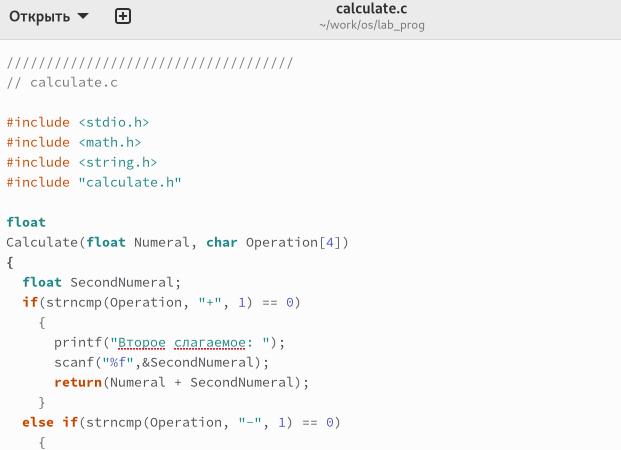 Открыть
calculate.c
~/work/os/lab_prog
////////////////////////////////////
// calculate.c
#include <stdio.h>
#include <math.h>
#include <string.h>
#include "calculate.h"
float
Calculate(float Numeral, char Operation[4])
{
float SecondNumeral;
if(strncmp(Operation, "+", 1) == 0)
{
printf("Второе слагаемое: ");
scanf("%f",&SecondNumeral);
return(Numeral + SecondNumeral);
}
else if(strncmp(Operation, "-", 1) == 0)
{